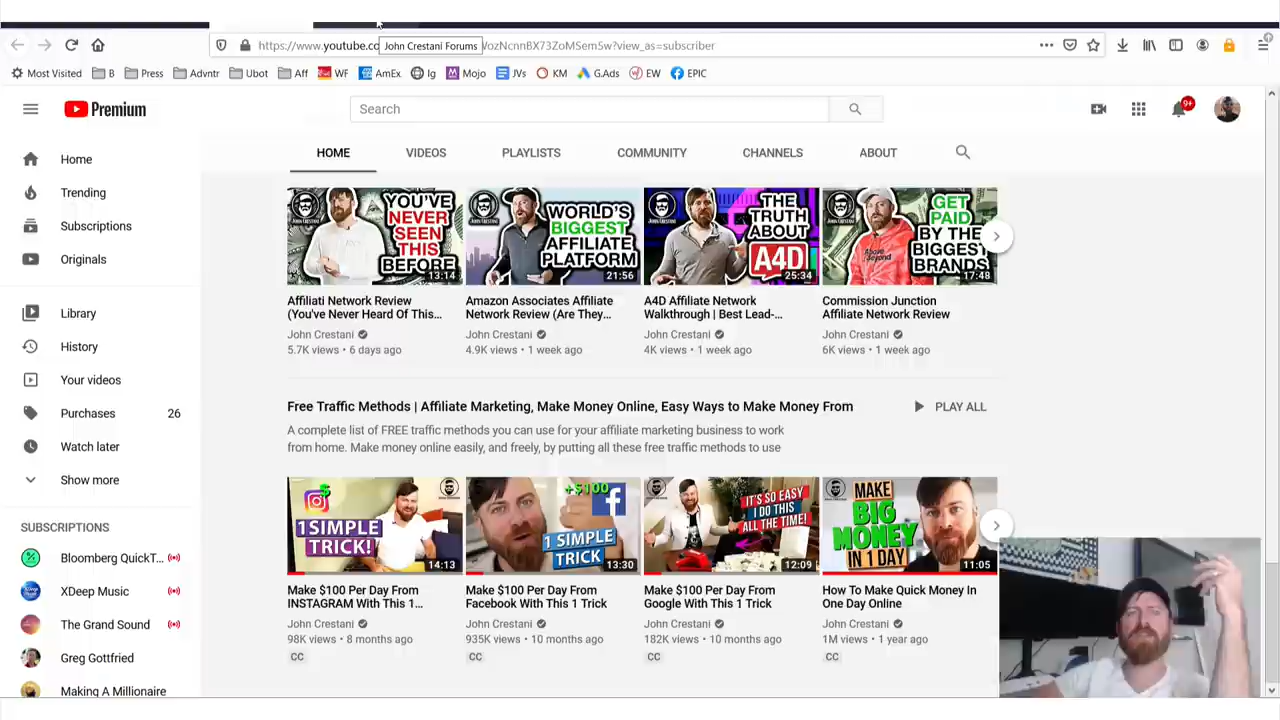 https://www.youtube.co
John Crestani Forums
VozNcnnBX73ZoMSem5w?view_as=subscriber
Most Visited
B
Press
Advntr
Ubot
Aff
WF
AmEx
Ig
Mojo
JVs
KM
G.Ads
EW
EPIC
Premium
Search
9+
HOME
VIDEOS
PLAYLISTS
COMMUNITY
CHANNELS
ABOUT
Home
Trending
Subscriptions
Originals
Library
History
Your videos
Purchases 26
Watch later
Show more
SUBSCRIPTIONS
Bloomberg QuickT...
XDeep Music
The Grand Sound
Greg Gottfried
Making A Millionaire
JOHN CRESTANI
YOU'VE
NEVER
SEEN
THIS
BEFORE
13:14
Affiliati Network Review
(You've Never Heard Of This...
John Crestani
5.7K views • 6 days ago
JOHN CRESTANI
WORLD'S
BIGGEST
AFFILIATE
PLATFORM
21:56
Amazon Associates Affiliate
Network Review (Are They...
John Crestani
4.9K views • 1 week ago
JOHN CRESTANI
THE
TRUTH
ABOUT
A4D
25:34
A4D Affiliate Network
Walkthrough | Best Lead-...
John Crestani
4K views • 1 week ago
JOHN CRESTANI
GET
PAID
BY THE
BIGGEST
BRANDS
Above
Beyond
17:48
Commission Junction
Affiliate Network Review
John Crestani
6K views • 1 week ago
Free Traffic Methods | Affiliate Marketing, Make Money Online, Easy Ways to Make Money From
PLAY ALL
A complete list of FREE traffic methods you can use for your affiliate marketing business to work
from home. Make money online easily, and freely, by putting all these free traffic methods to use
$
1 SIMPLE
TRICK!
14:13
Make $100 Per Day From
INSTAGRAM With This 1...
John Crestani
98K views • 8 months ago
CC
+$100
f
1 SIMPLE
TRICK
13:30
Make $100 Per Day From
Facebook With This 1 Trick
John Crestani
935K views • 10 months ago
CC
IT'S SO EASY
I DO THIS
ALL THE TIME!
12:09
Make $100 Per Day From
Google With This 1 Trick
John Crestani
182K views • 10 months ago
CC
MAKE
BIG
MONEY
IN 1 DAY
11:05
How To Make Quick Money In
One Day Online
John Crestani
1M views • 1 year ago
CC